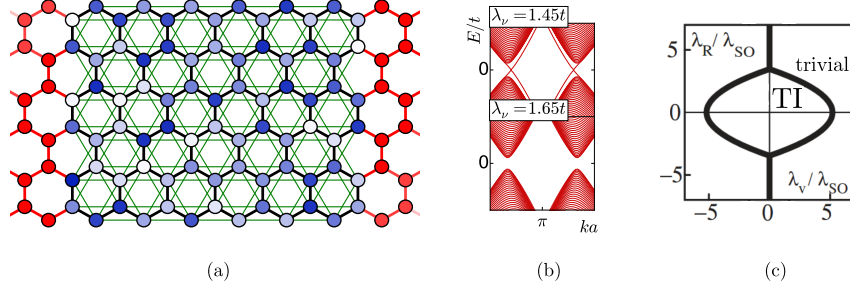 E/t
λ_ν = 1.45t
0
λ_ν = 1.65t
0
π
ka
5
0
−5
λ_R/ λ_SO
trivial
TI
λ_v/ λ_SO
−5
0
5
(a)
(b)
(c)